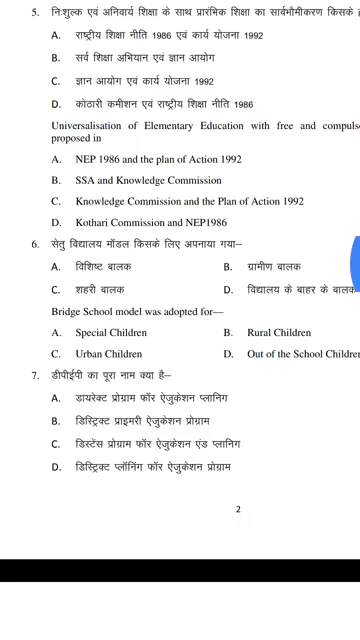 5. निःशुल्क एवं अनिवार्य शिक्षा के साथ प्रारंभिक शिक्षा का सार्वभौमीकरण किसके
A. राष्ट्रीय शिक्षा नीति 1986 एवं कार्य योजना 1992
B. सर्व शिक्षा अभियान एवं ज्ञान आयोग
C. ज्ञान आयोग एवं कार्य योजना 1992
D. कोठारी कमीशन एवं राष्ट्रीय शिक्षा नीति 1986
Universalisation of Elementary Education with free and compuls
proposed in
A. NEP 1986 and the plan of Action 1992
B. SSA and Knowledge Commission
C. Knowledge Commission and the Plan of Action 1992
D. Kothari Commission and NEP1986
6. सेतु विद्यालय मॉडल किसके लिए अपनाया गया–
A. विशिष्ट बालक B. ग्रामीण बालक
C. शहरी बालक D. विद्यालय के बाहर के बालक
Bridge School model was adopted for—
A. Special Children B. Rural Children
C. Urban Children D. Out of the School Childre
7. डीपीईपी का पूरा नाम क्या है–
A. डायरेक्ट प्रोग्राम फॉर ऐजुकेशन प्लानिग
B. डिस्ट्रिक्ट प्राइमरी ऐजुकेशन प्रोग्राम
C. डिस्टेंस प्रोग्राम फॉर ऐजुकेशन एंड प्लानिग
D. डिस्ट्रिक्ट प्लॉनिंग फॉर ऐजुकेशन प्रोग्राम
2